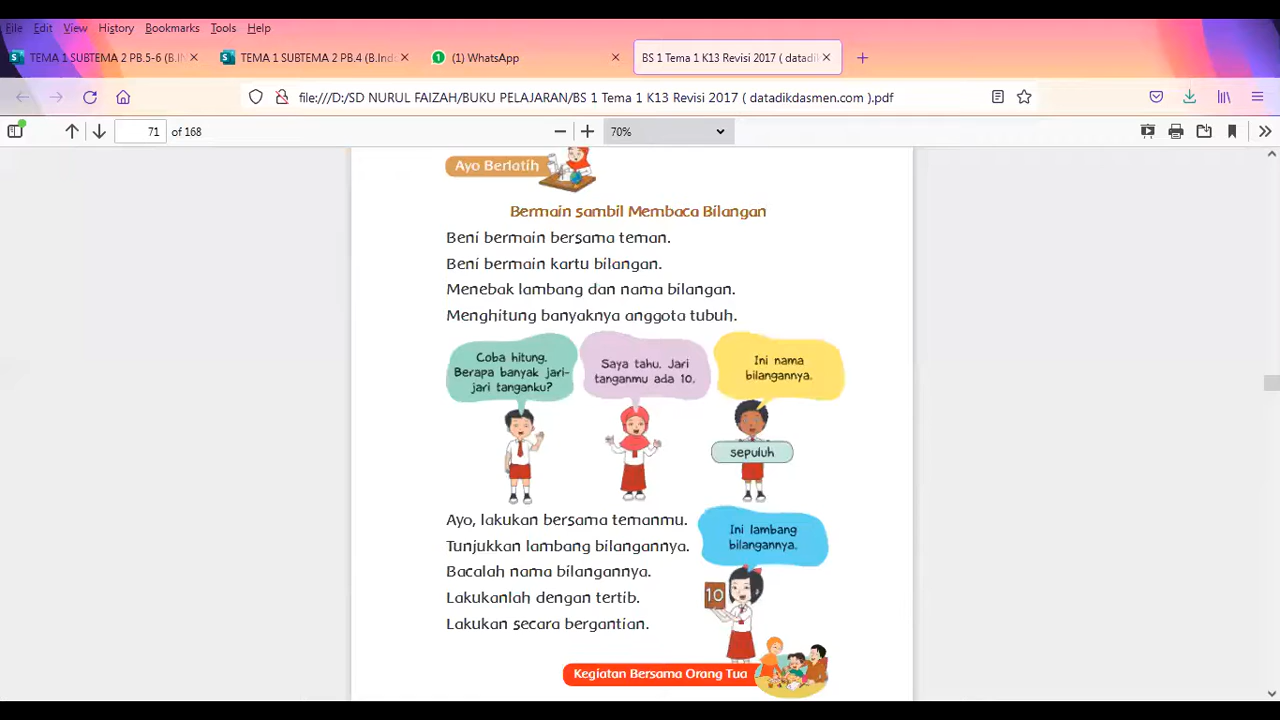 File Edit View History Bookmarks Tools Help
TEMA 1 SUBTEMA 2 PB.5-6 (B.IN
TEMA 1 SUBTEMA 2 PB.4 (B.Ind
(1) WhatsApp
BS 1 Tema 1 K13 Revisi 2017 ( datadi
file:///D:/SD NURUL FAIZAH/BUKU PELAJARAN/BS 1 Tema 1 K13 Revisi 2017 ( datadikdasmen.com ).pdf
71 of 168
70%
Ayo Berlatih
Bermain sambil Membaca Bilangan
Beni bermain bersama teman.
Beni bermain kartu bilangan.
Menebak lambang dan nama bilangan.
Menghitung banyaknya anggota tubuh.
Coba hitung.
Berapa banyak jari-
jari tanganku?
Saya tahu. Jari
tanganmu ada 10.
Ini nama
bilangannya.
sepuluh
Ayo, lakukan bersama temanmu.
Tunjukkan lambang bilangannya.
Bacalah nama bilangannya.
Lakukanlah dengan tertib.
Lakukan secara bergantian.
Ini lambang
bilangannya.
10
Kegiatan Bersama Orang Tua